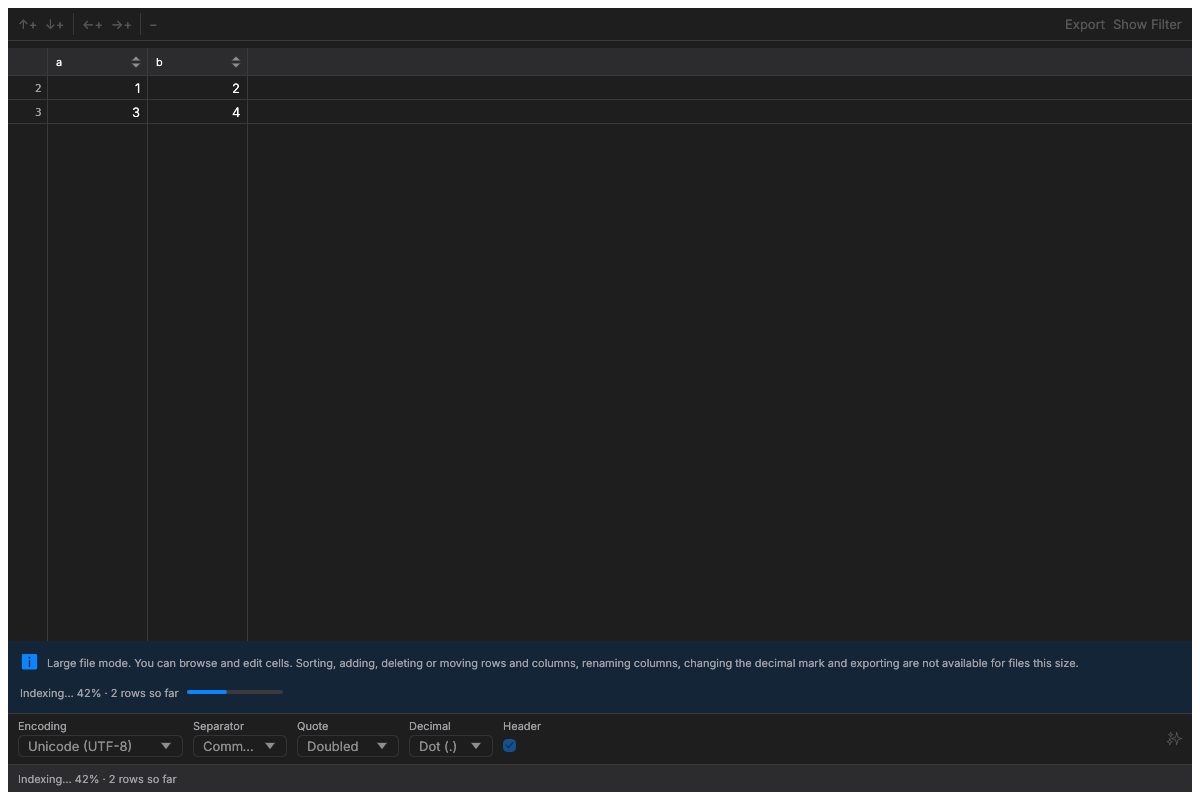 ↑+ ↓+ ←+ →+ − Export Show Filter
a b
2 1 2
3 3 4
Large file mode. You can browse and edit cells. Sorting, adding, deleting or moving rows and columns, renaming columns, changing the decimal mark and exporting are not available for files this size.
Indexing... 42% · 2 rows so far
Encoding Separator Quote Decimal Header
Unicode (UTF-8) Comm... Doubled Dot (.)
Indexing... 42% · 2 rows so far